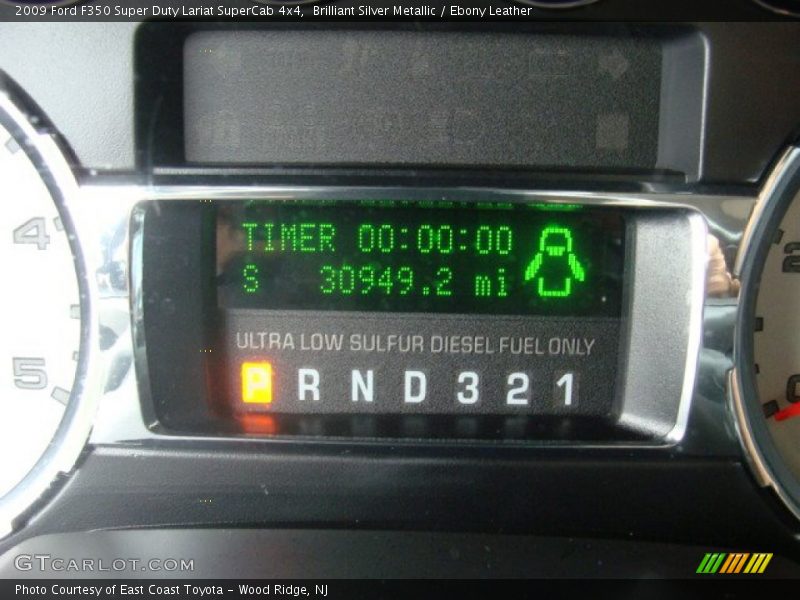 2009 Ford F350 Super Duty Lariat SuperCab 4x4, Brilliant Silver Metallic / Ebony Leather
TIMER 00:00:00
S 30949.2 mi
ULTRA LOW SULFUR DIESEL FUEL ONLY
P R N D 3 2 1
4
5
2
0
GTCARLOT.COM
Photo Courtesy of East Coast Toyota - Wood Ridge, NJ